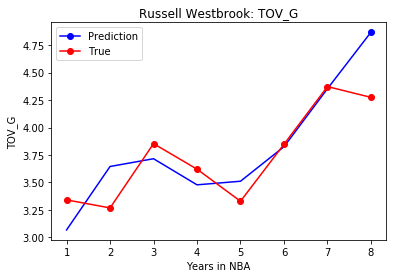 Russell Westbrook: TOV_G
Prediction
True
TOV_G
4.75
4.50
4.25
4.00
3.75
3.50
3.25
3.00
1 2 3 4 5 6 7 8
Years in NBA